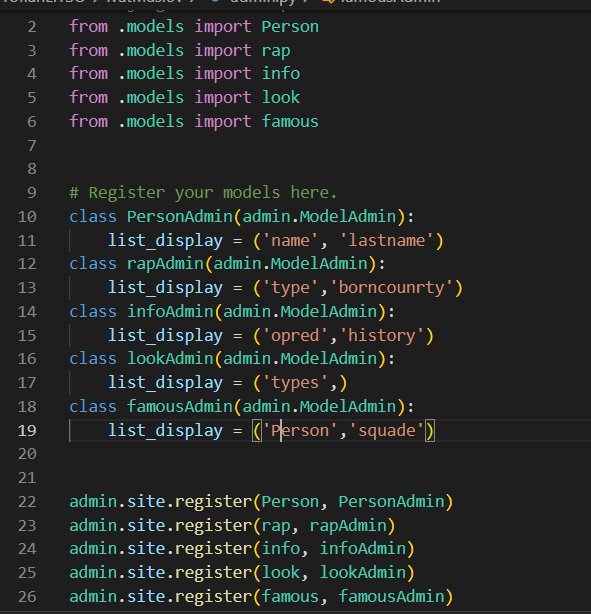 2 from .models import Person
3 from .models import rap
4 from .models import info
5 from .models import look
6 from .models import famous
7
8
9 # Register your models here.
10 class PersonAdmin(admin.ModelAdmin):
11     list_display = ('name', 'lastname')
12 class rapAdmin(admin.ModelAdmin):
13     list_display = ('type','borncounrty')
14 class infoAdmin(admin.ModelAdmin):
15     list_display = ('opred','history')
16 class lookAdmin(admin.ModelAdmin):
17     list_display = ('types',)
18 class famousAdmin(admin.ModelAdmin):
19     list_display = ('Person','squade')
20
21
22 admin.site.register(Person, PersonAdmin)
23 admin.site.register(rap, rapAdmin)
24 admin.site.register(info, infoAdmin)
25 admin.site.register(look, lookAdmin)
26 admin.site.register(famous, famousAdmin)